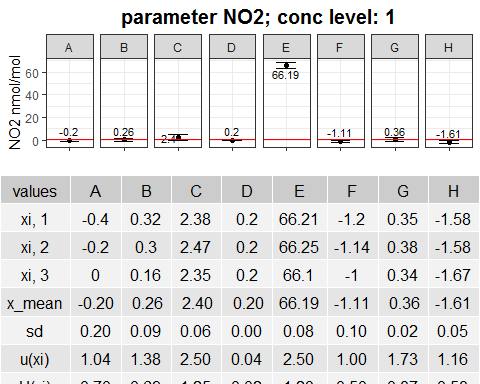 parameter NO2; conc level: 1
A B C D E F G H
NO2 nmol/mol
60
40
20
0
-0.2 0.26 0.2 66.19 -1.11 0.36 -1.61
values A B C D E F G H
xi, 1 -0.4 0.32 2.38 0.2 66.21 -1.2 0.35 -1.58
xi, 2 -0.2 0.3 2.47 0.2 66.25 -1.14 0.38 -1.58
xi, 3 0 0.16 2.35 0.2 66.1 -1 0.34 -1.67
x_mean -0.20 0.26 2.40 0.20 66.19 -1.11 0.36 -1.61
sd 0.20 0.09 0.06 0.00 0.08 0.10 0.02 0.05
u(xi) 1.04 1.38 2.50 0.04 2.50 1.00 1.73 1.16